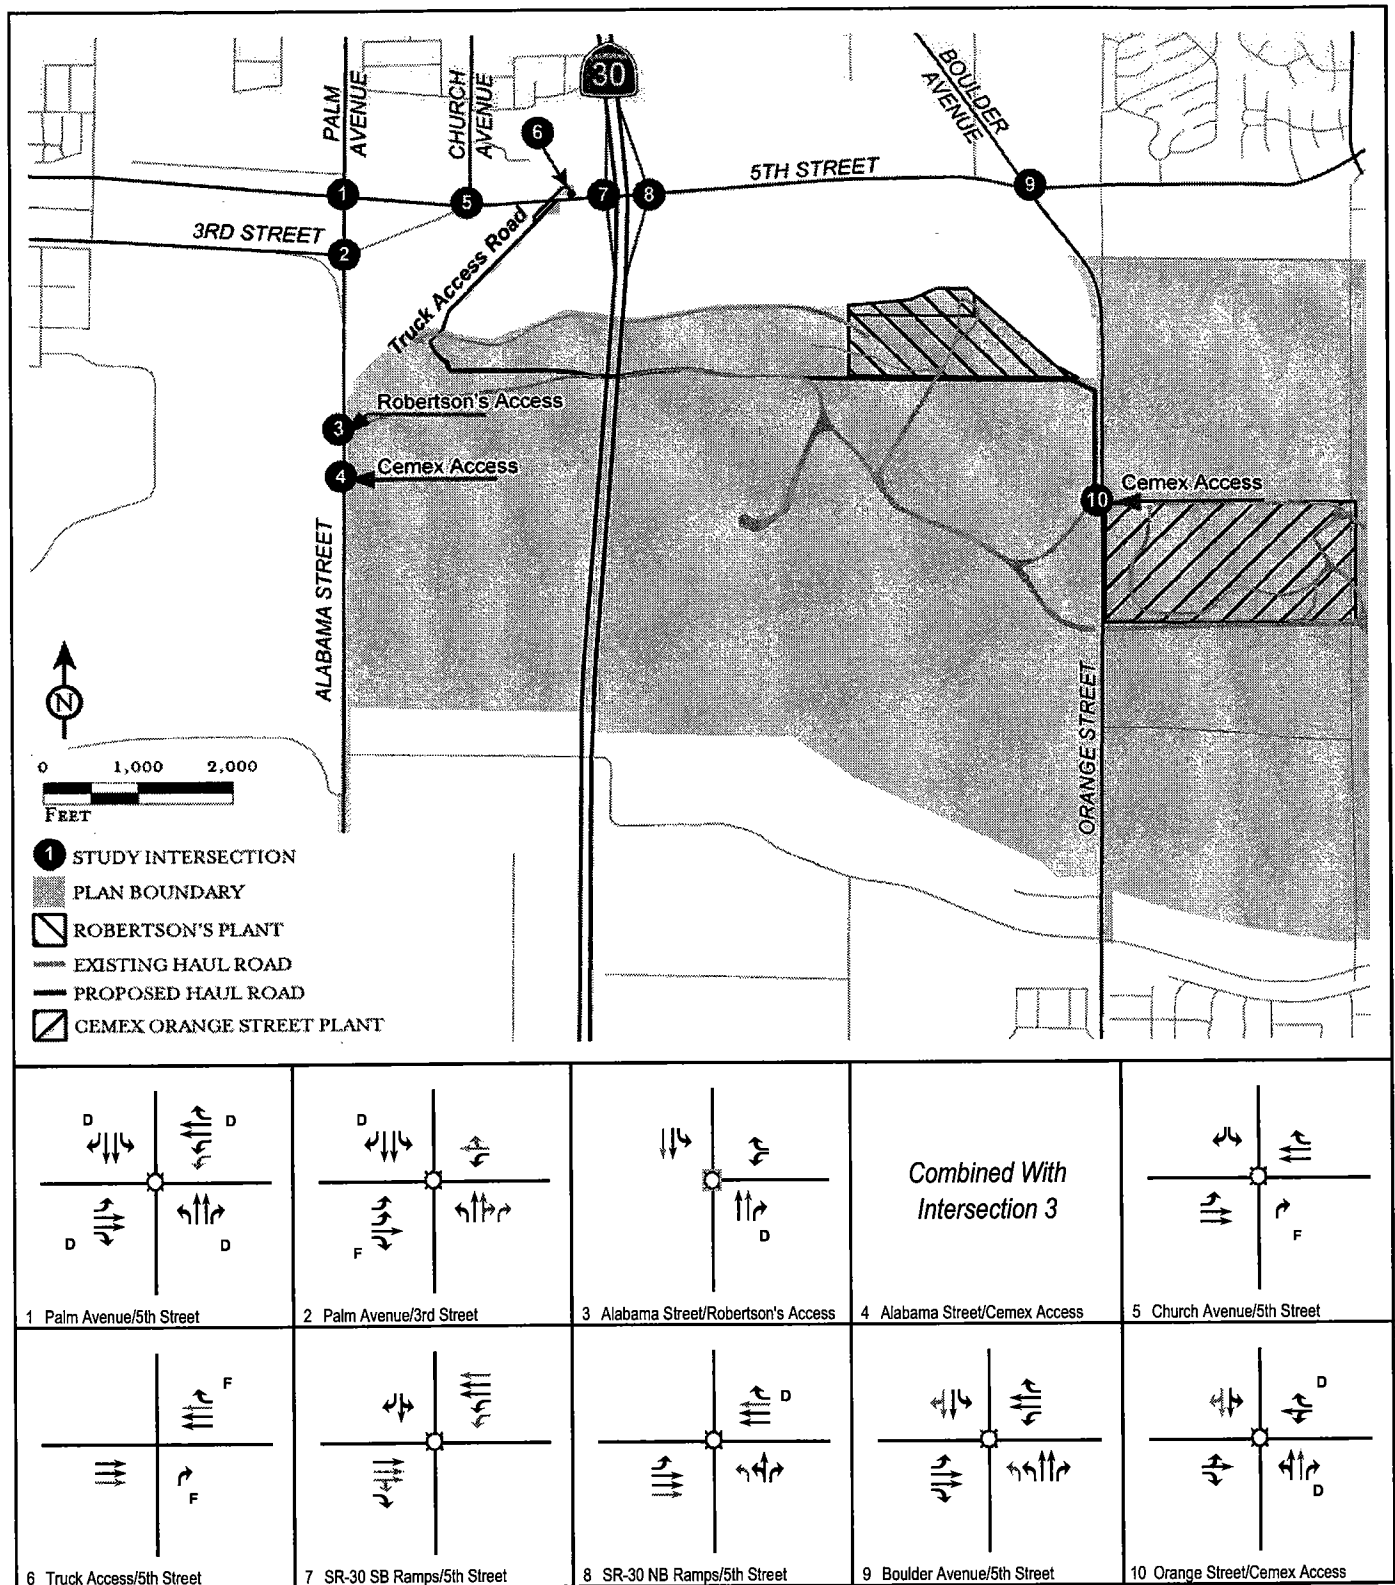 30
PALM
AVENUE
CHURCH
AVENUE
BOULDER
AVENUE
6
5TH STREET
1
5
7
8
9
3RD STREET
2
Truck Access Road
Robertson's Access
3
Cemex Access
4
Cemex Access
10
ALABAMA STREET
ORANGE STREET
N
0 1,000 2,000
FEET
1 STUDY INTERSECTION
PLAN BOUNDARY
ROBERTSON'S PLANT
EXISTING HAUL ROAD
PROPOSED HAUL ROAD
CEMEX ORANGE STREET PLANT
D D
D D
1 Palm Avenue/5th Street
D
F
2 Palm Avenue/3rd Street
D
3 Alabama Street/Robertson's Access
Combined With
Intersection 3
4 Alabama Street/Cemex Access
F
5 Church Avenue/5th Street
F
F
6 Truck Access/5th Street
7 SR-30 SB Ramps/5th Street
D
8 SR-30 NB Ramps/5th Street
9 Boulder Avenue/5th Street
D
D
10 Orange Street/Cemex Access